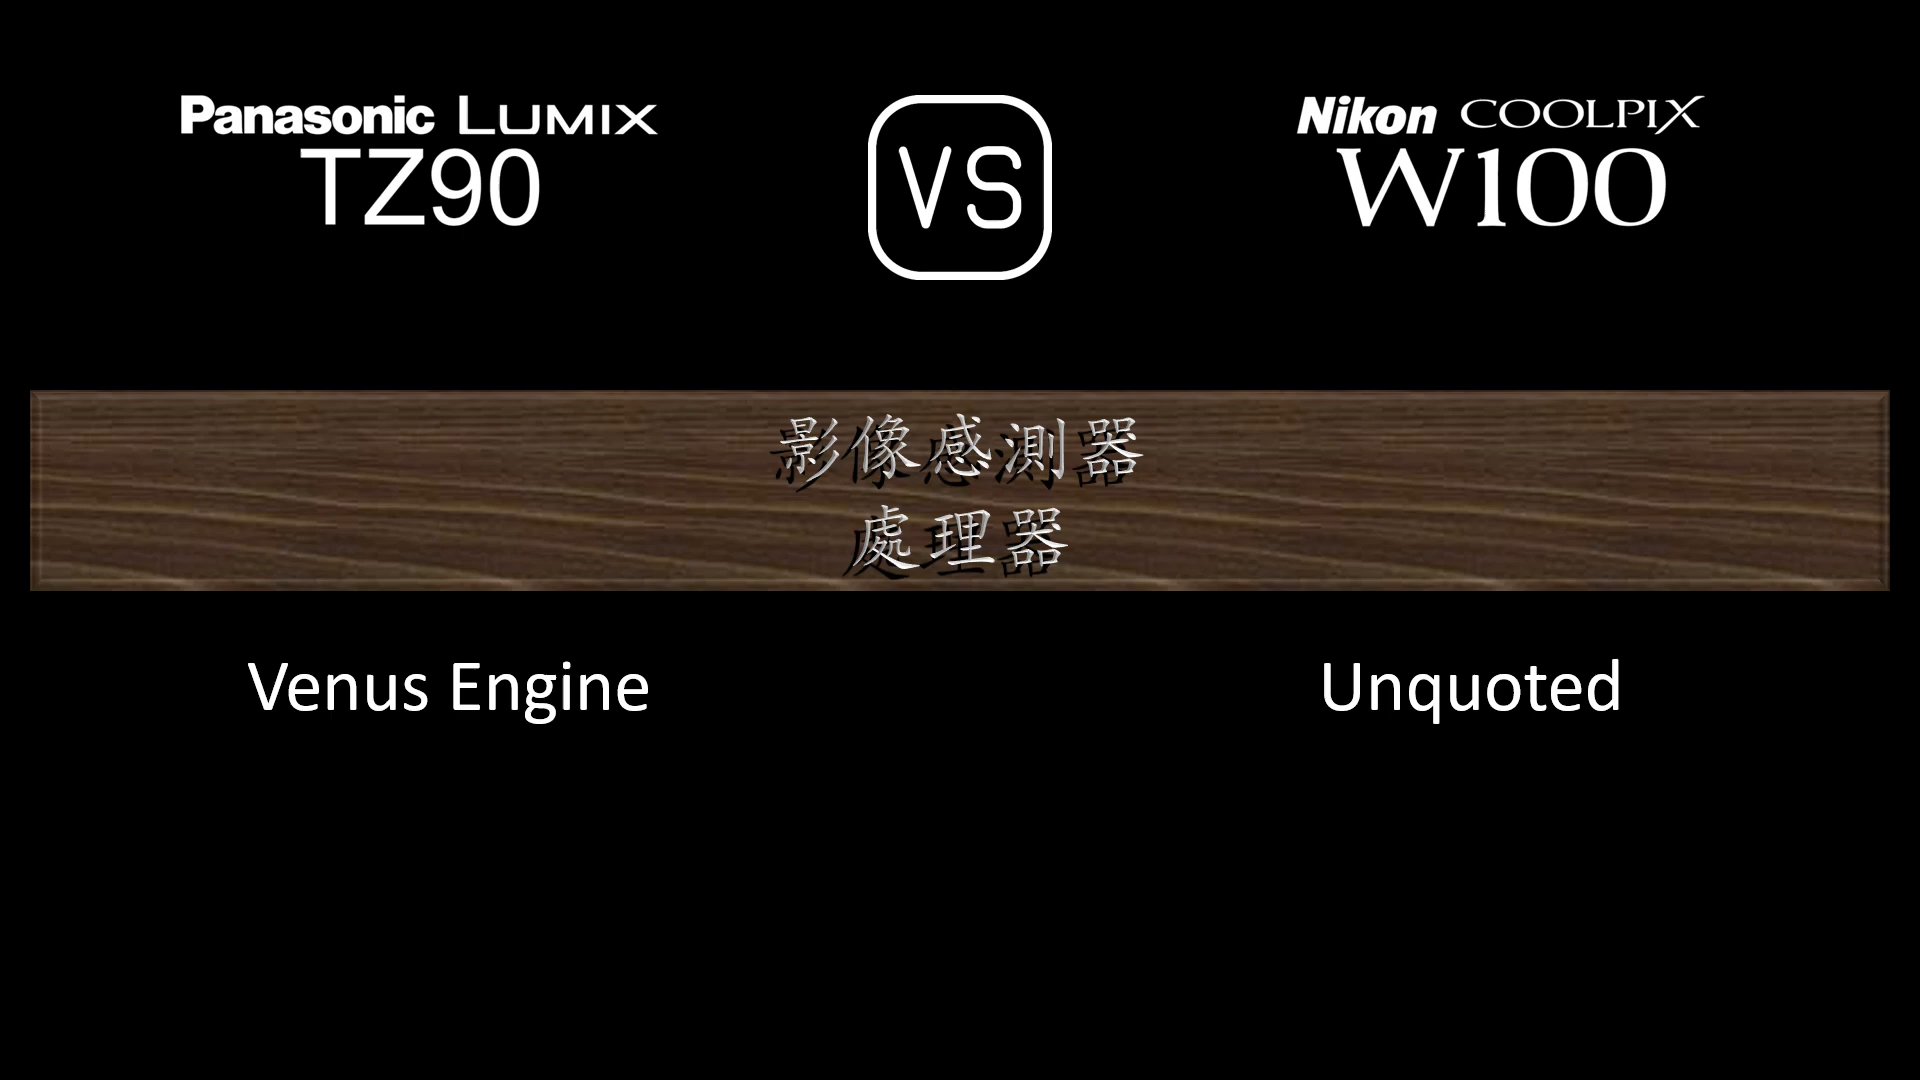 Panasonic LUMIX
TZ90
VS
Nikon COOLPIX
W100
影像感測器
處理器
Venus Engine
Unquoted